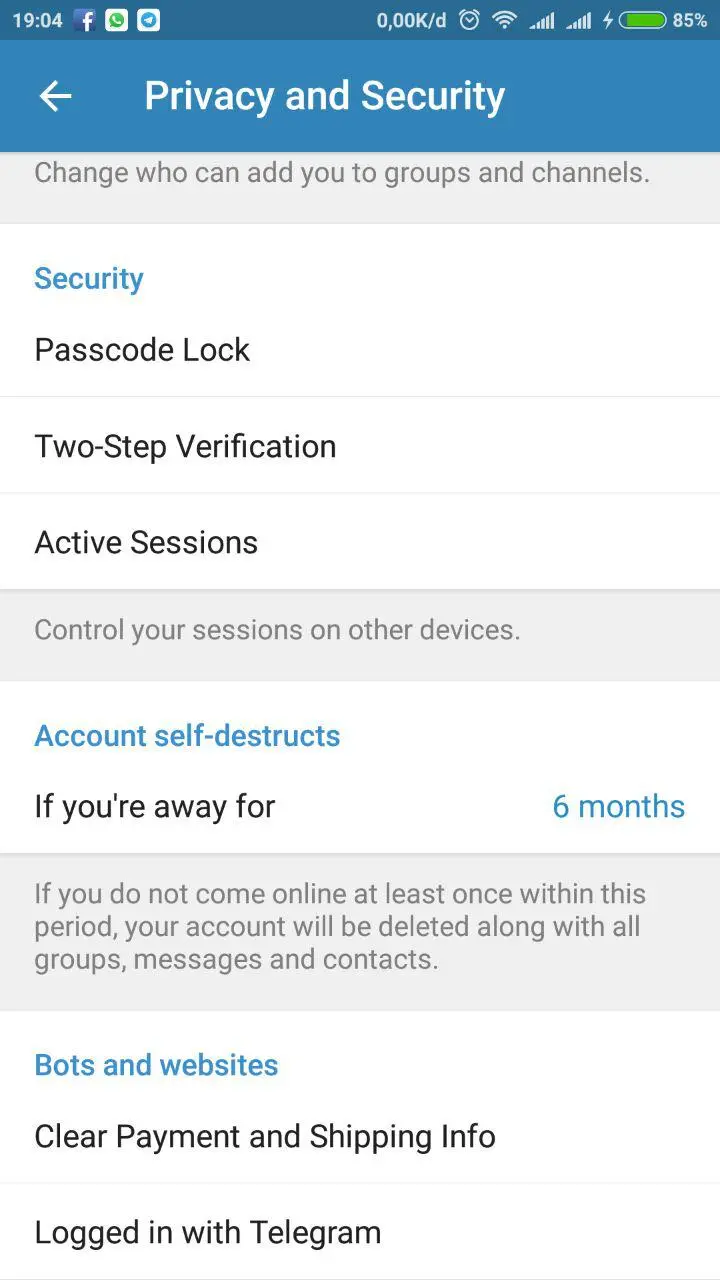 19:04 0,00K/d 85%
Privacy and Security
Change who can add you to groups and channels.
Security
Passcode Lock
Two-Step Verification
Active Sessions
Control your sessions on other devices.
Account self-destructs
If you're away for 6 months
If you do not come online at least once within this
period, your account will be deleted along with all
groups, messages and contacts.
Bots and websites
Clear Payment and Shipping Info
Logged in with Telegram